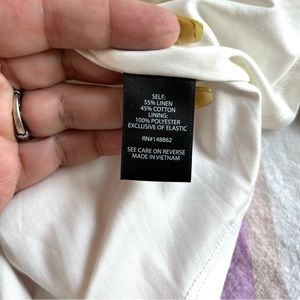 SELF:
55% LINEN
45% COTTON
LINING:
100% POLYESTER
EXCLUSIVE OF ELASTIC
RN#148862
SEE CARE ON REVERSE
MADE IN VIETNAM